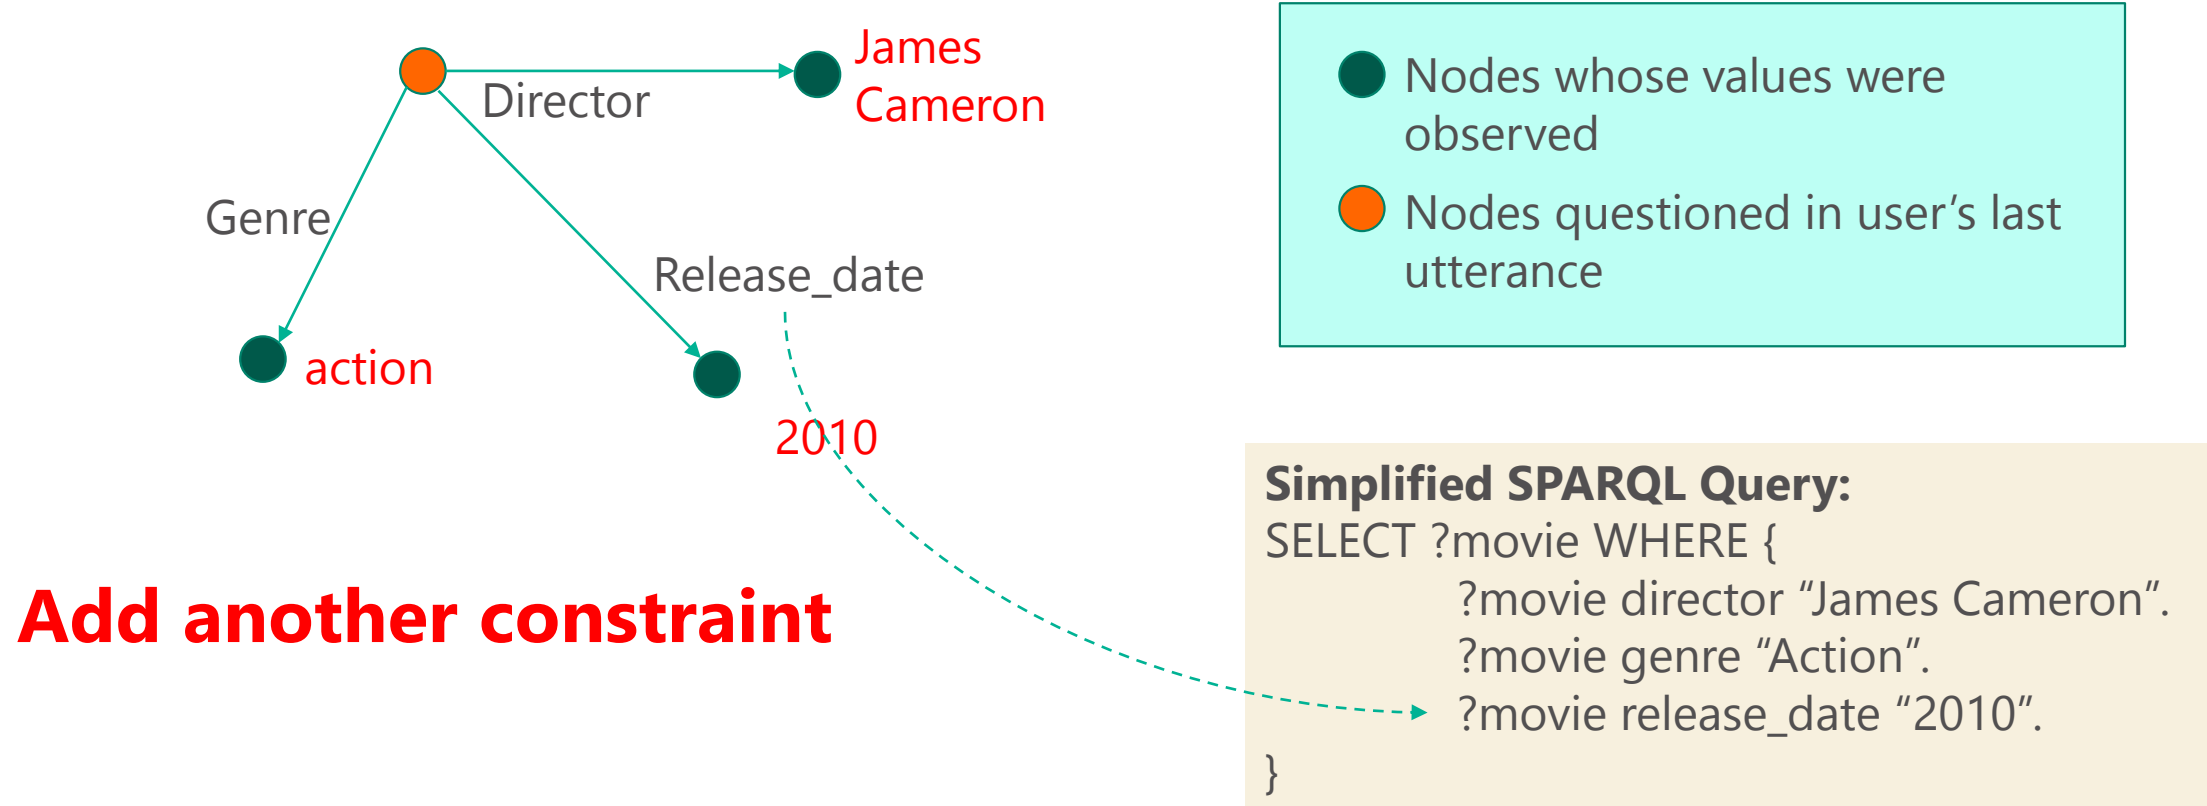 James
Cameron
Director
Genre
Release_date
action
2010
Add another constraint
Nodes whose values were
observed
Nodes questioned in user’s last
utterance
Simplified SPARQL Query:
SELECT ?movie WHERE {
?movie director “James Cameron”.
?movie genre “Action”.
?movie release_date “2010”.
}